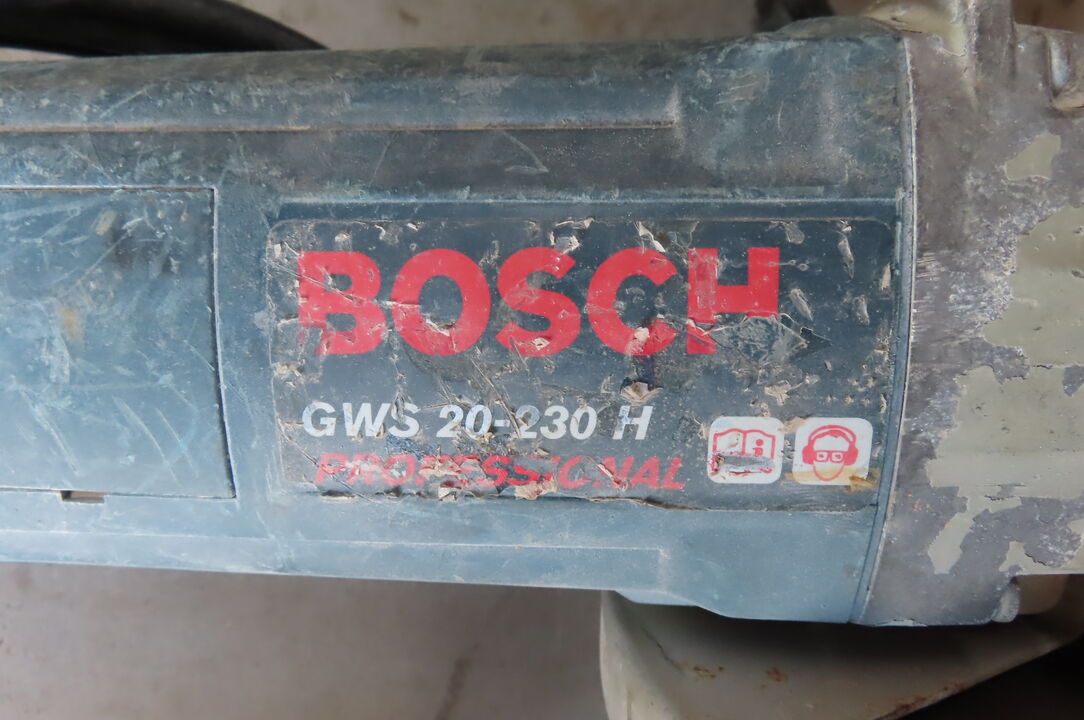 BOSCH
GWS 20-230 H
PROFESSIONAL